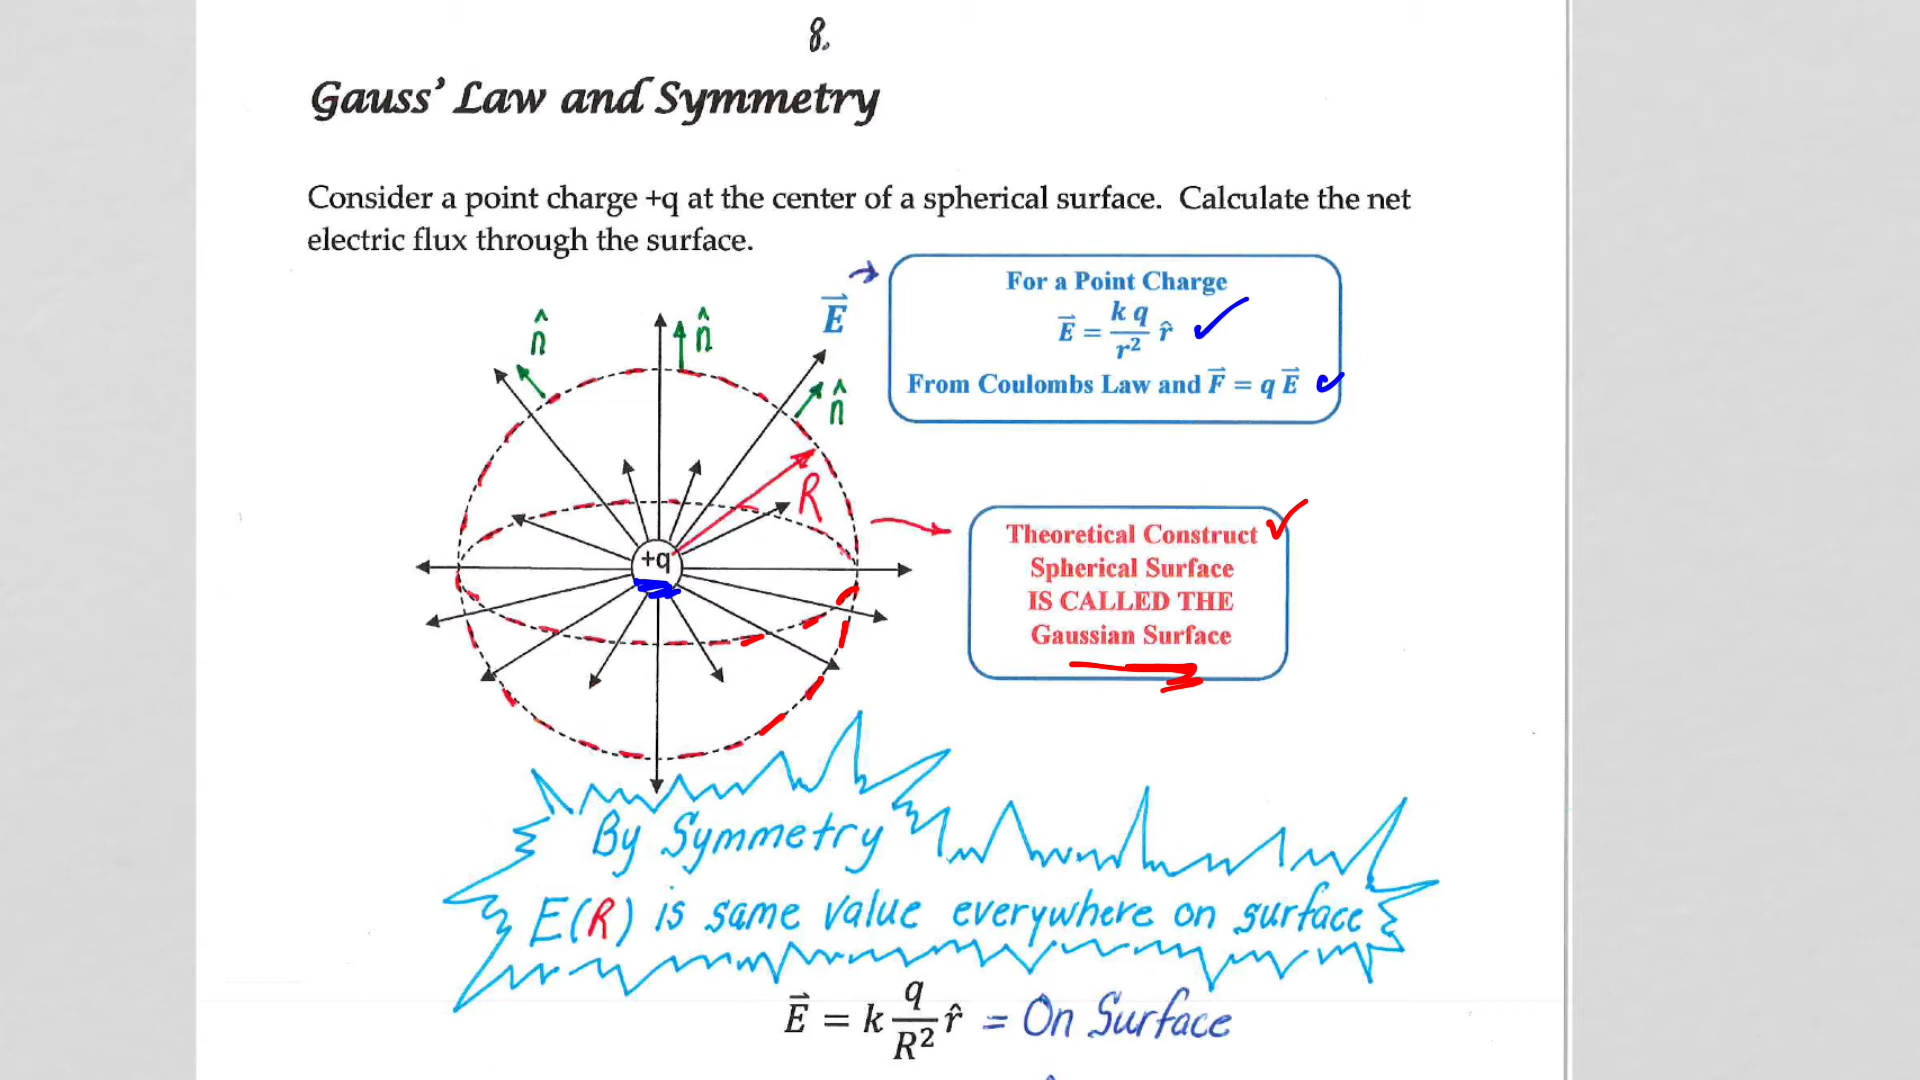 8.
Gauss' Law and Symmetry
Consider a point charge +q at the center of a spherical surface. Calculate the net
electric flux through the surface.
For a Point Charge
E⃗ = k q / r² r̂
From Coulombs Law and F⃗ = q E⃗
n̂
n̂
E⃗
n̂
R
+q
Theoretical Construct
Spherical Surface
IS CALLED THE
Gaussian Surface
By Symmetry
E(R) is same value everywhere on surface
E⃗ = k q / R² r̂ = On Surface